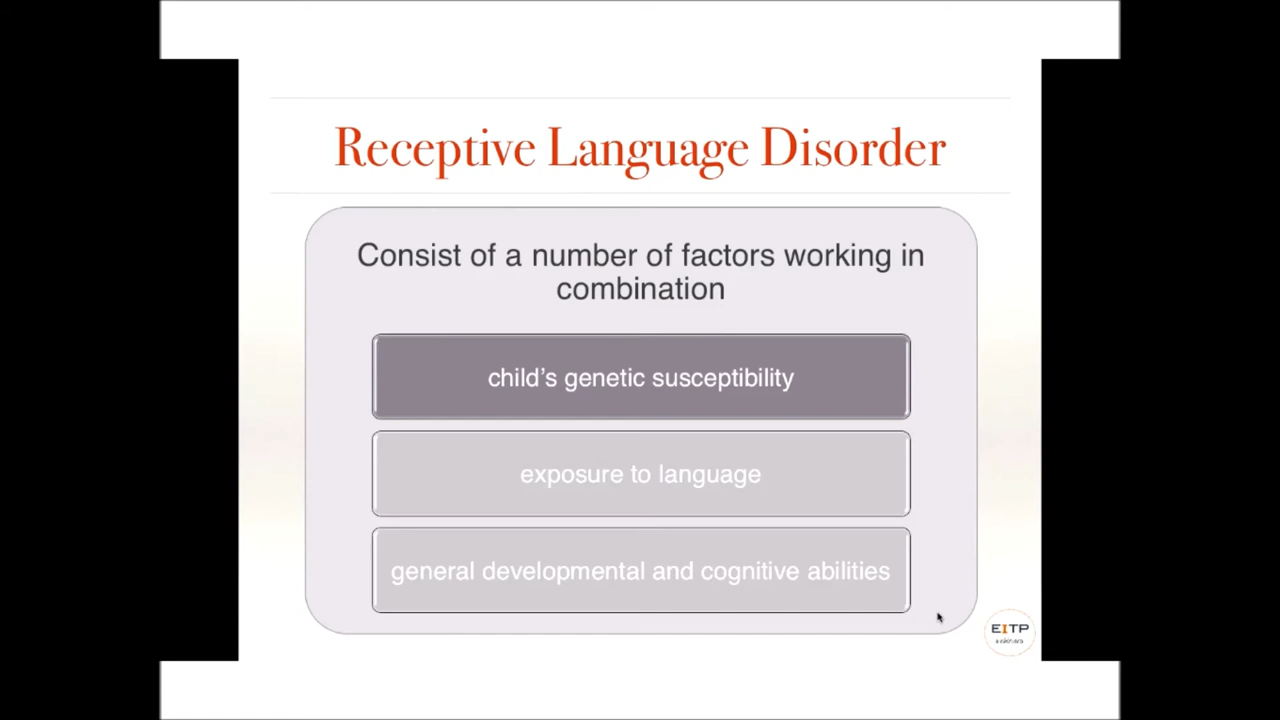 Receptive Language Disorder
Consist of a number of factors working in
combination
child's genetic susceptibility
exposure to language
general developmental and cognitive abilities
EITP